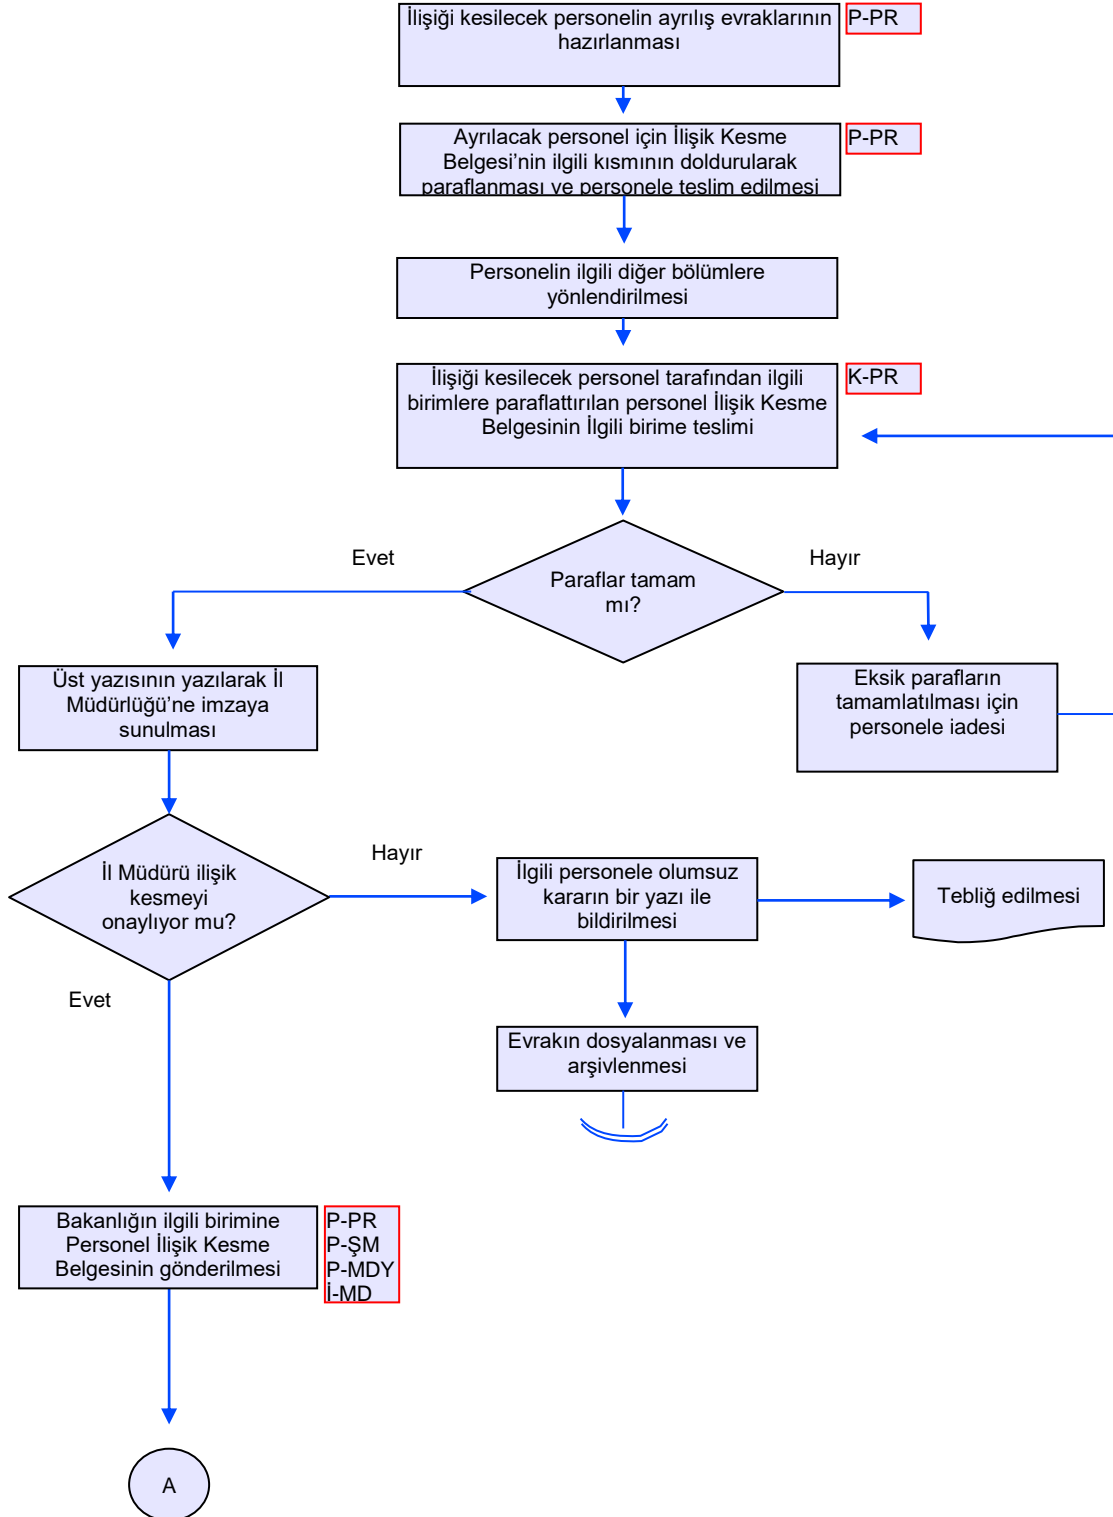 İlişiği kesilecek personelin ayrılış evraklarının
hazırlanması
P-PR
Ayrılacak personel için İlişik Kesme
Belgesi’nin ilgili kısmının doldurularak
paraflanması ve personele teslim edilmesi
P-PR
Personelin ilgili diğer bölümlere
yönlendirilmesi
İlişiği kesilecek personel tarafından ilgili
birimlere paraflattırılan personel İlişik Kesme
Belgesinin İlgili birime teslimi
K-PR
Evet
Paraflar tamam
mı?
Hayır
Üst yazısının yazılarak İl
Müdürlüğü’ne imzaya
sunulması
Eksik parafların
tamamlatılması için
personele iadesi
İl Müdürü ilişik
kesmeyi
onaylıyor mu?
Hayır
İlgili personele olumsuz
kararın bir yazı ile
bildirilmesi
Tebliğ edilmesi
Evet
Evrakın dosyalanması ve
arşivlenmesi
Bakanlığın ilgili birimine
Personel İlişik Kesme
Belgesinin gönderilmesi
P-PR
P-ŞM
P-MDY
İ-MD
A